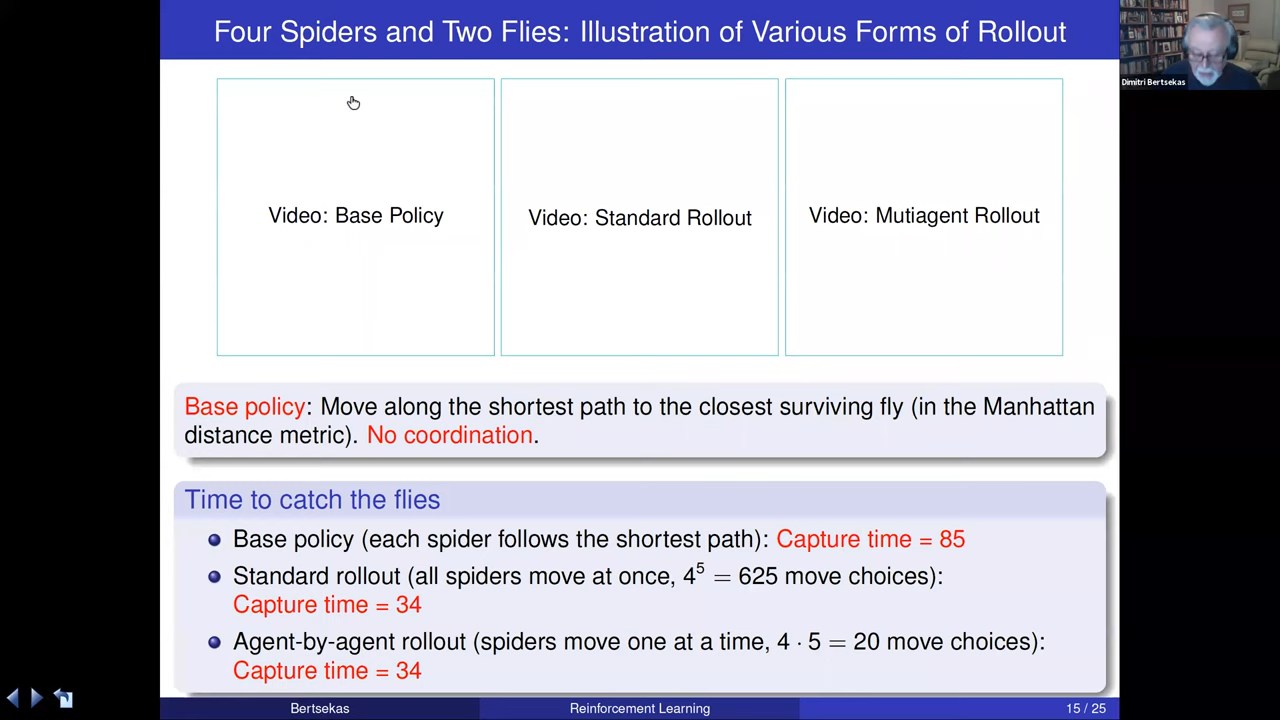 Four Spiders and Two Flies: Illustration of Various Forms of Rollout
Dimitri Bertsekas
Video: Base Policy
Video: Standard Rollout
Video: Mutiagent Rollout
Base policy: Move along the shortest path to the closest surviving fly (in the Manhattan
distance metric). No coordination.
Time to catch the flies
Base policy (each spider follows the shortest path): Capture time = 85
Standard rollout (all spiders move at once, 4⁵ = 625 move choices):
Capture time = 34
Agent-by-agent rollout (spiders move one at a time, 4 · 5 = 20 move choices):
Capture time = 34
Bertsekas
Reinforcement Learning
15 / 25